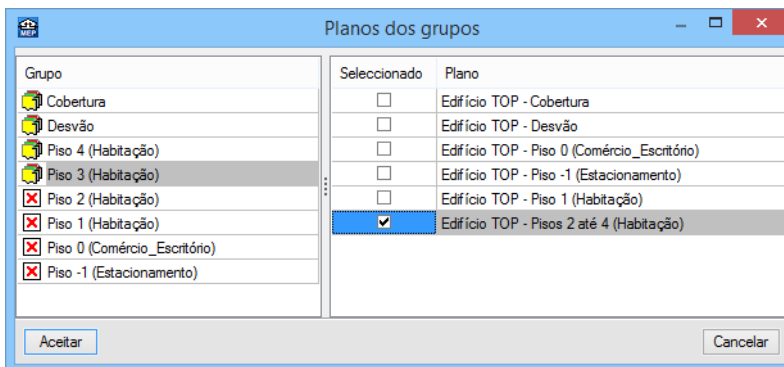 MEP
Planos dos grupos
Grupo
Cobertura
Desvão
Piso 4 (Habitação)
Piso 3 (Habitação)
Piso 2 (Habitação)
Piso 1 (Habitação)
Piso 0 (Comércio_Escritório)
Piso -1 (Estacionamento)
Seleccionado Plano
Edifício TOP - Cobertura
Edifício TOP - Desvão
Edifício TOP - Piso 0 (Comércio_Escritório)
Edifício TOP - Piso -1 (Estacionamento)
Edifício TOP - Piso 1 (Habitação)
Edifício TOP - Pisos 2 até 4 (Habitação)
Aceitar
Cancelar